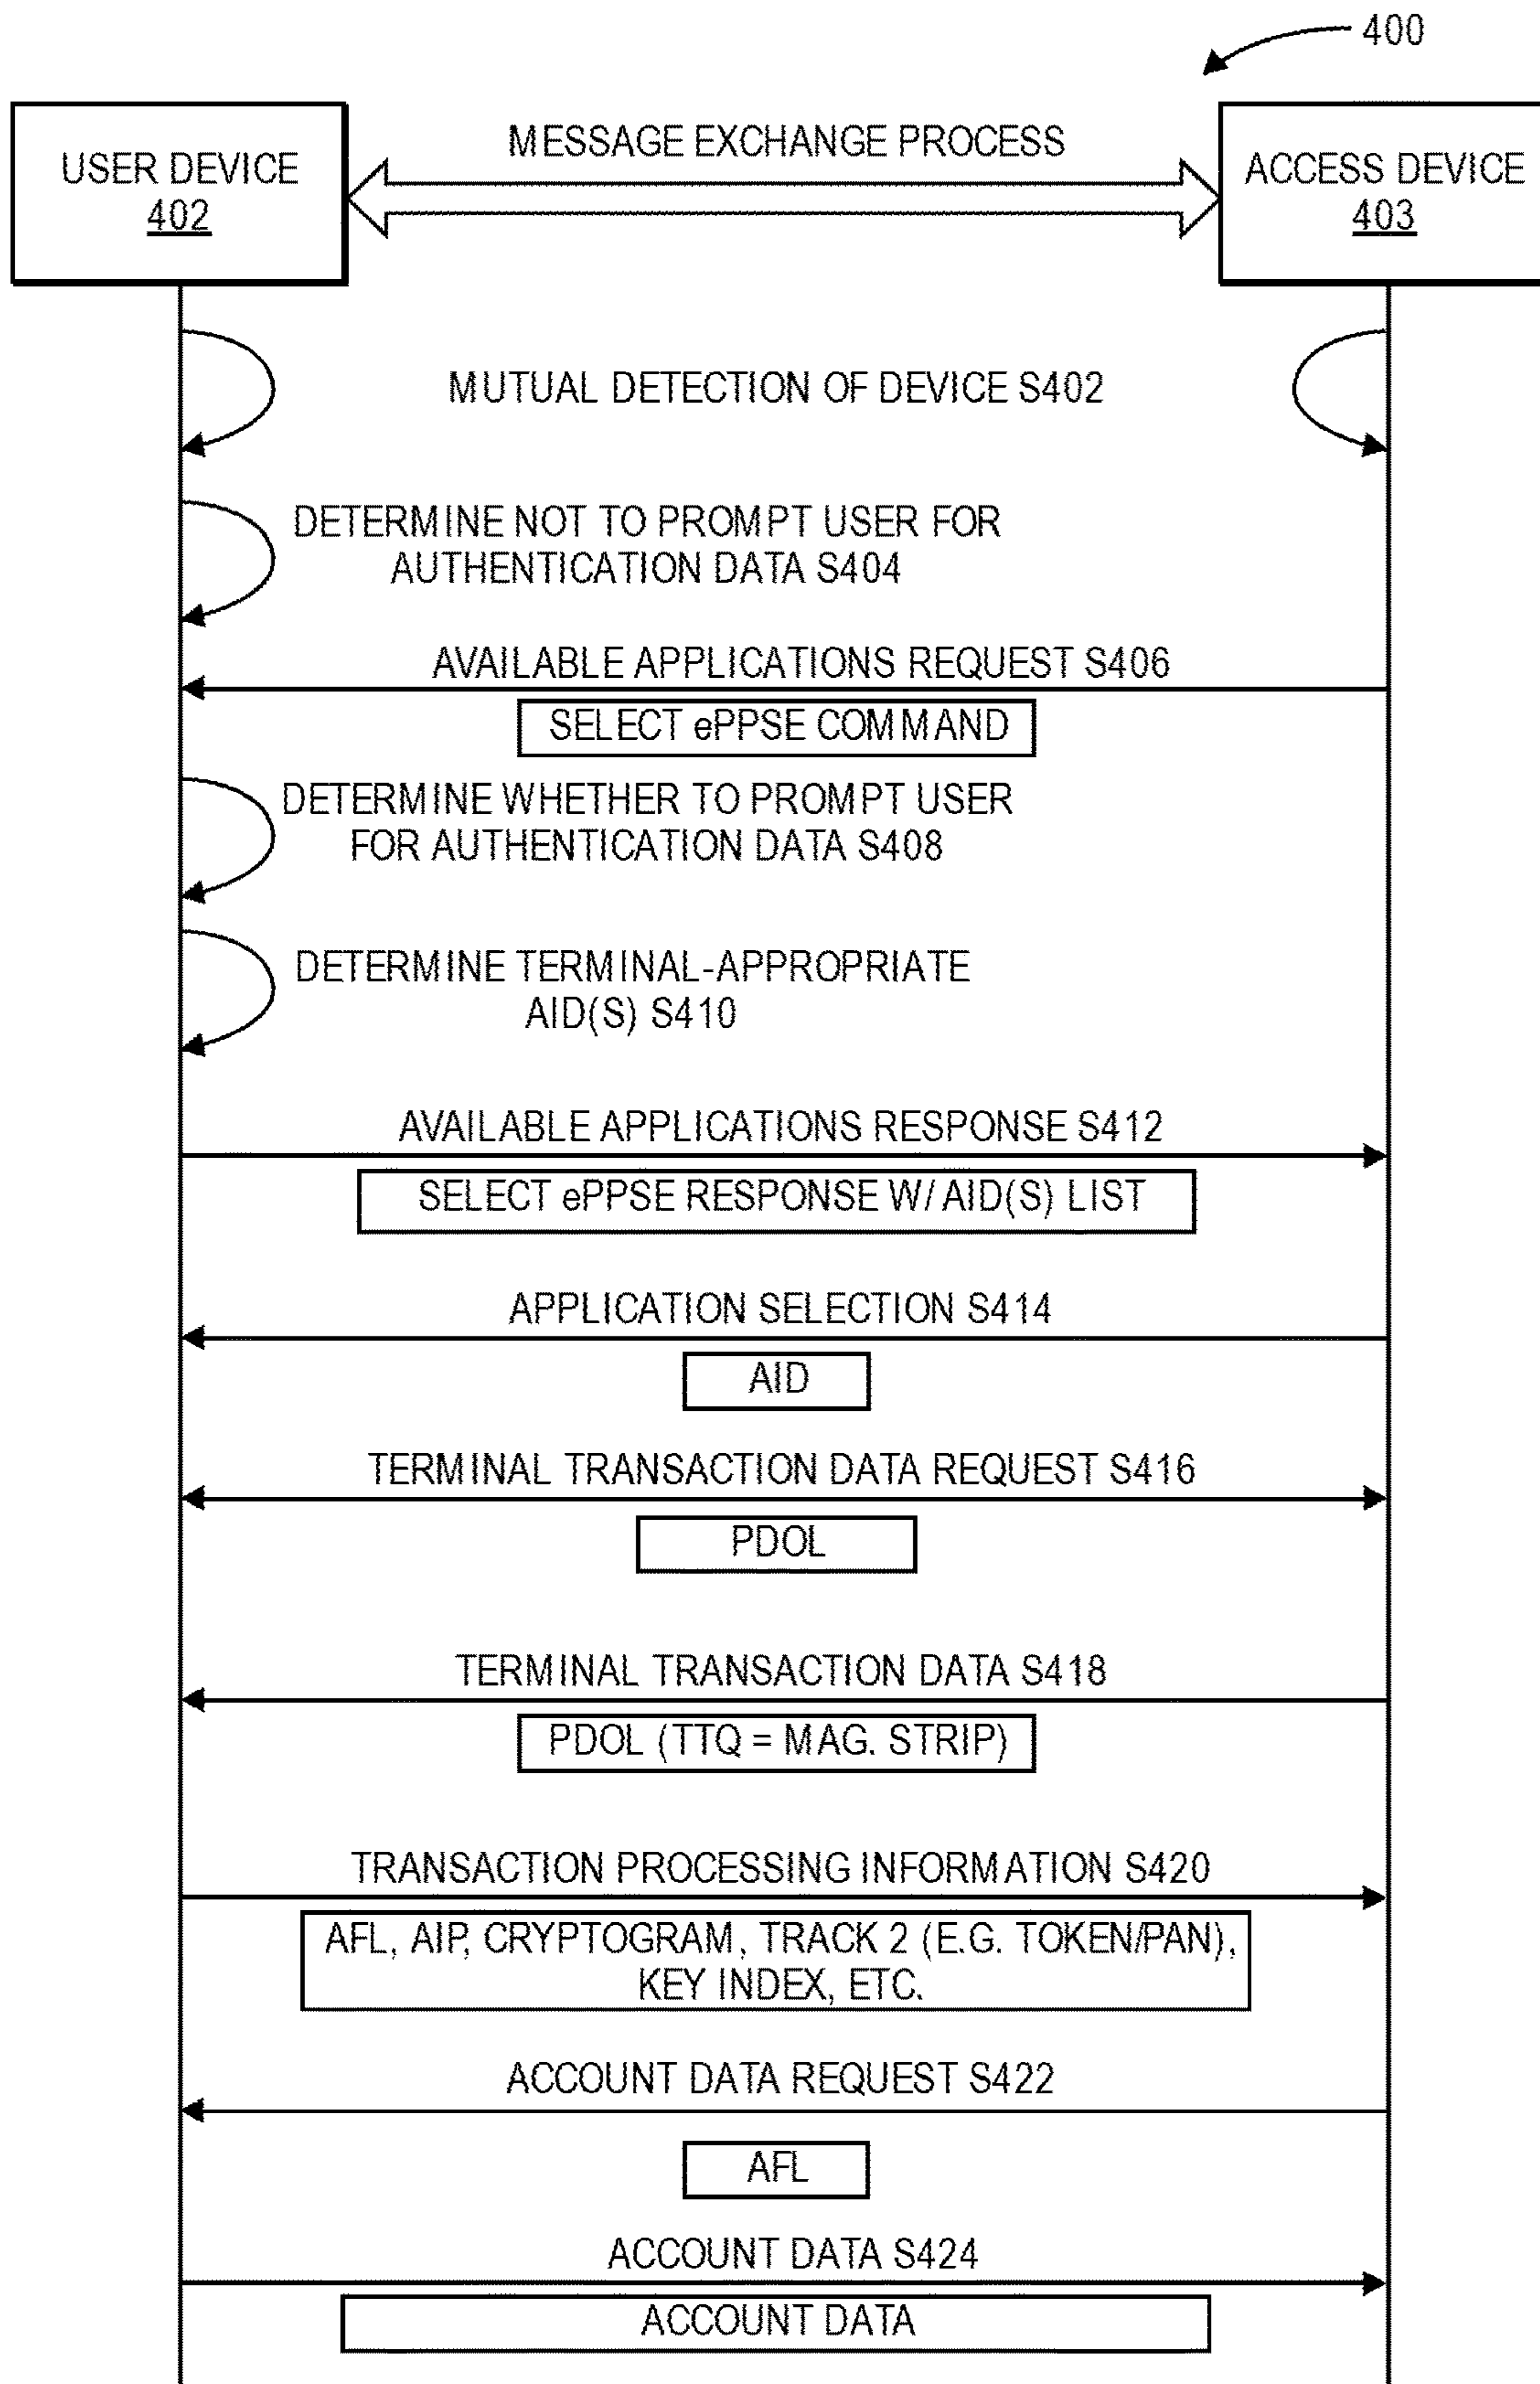 400
USER DEVICE
402
MESSAGE EXCHANGE PROCESS
ACCESS DEVICE
403
MUTUAL DETECTION OF DEVICE S402
DETERMINE NOT TO PROMPT USER FOR
AUTHENTICATION DATA S404
AVAILABLE APPLICATIONS REQUEST S406
SELECT ePPSE COMMAND
DETERMINE WHETHER TO PROMPT USER
FOR AUTHENTICATION DATA S408
DETERMINE TERMINAL-APPROPRIATE
AID(S) S410
AVAILABLE APPLICATIONS RESPONSE S412
SELECT ePPSE RESPONSE W/ AID(S) LIST
APPLICATION SELECTION S414
AID
TERMINAL TRANSACTION DATA REQUEST S416
PDOL
TERMINAL TRANSACTION DATA S418
PDOL (TTQ = MAG. STRIP)
TRANSACTION PROCESSING INFORMATION S420
AFL, AIP, CRYPTOGRAM, TRACK 2 (E.G. TOKEN/PAN),
KEY INDEX, ETC.
ACCOUNT DATA REQUEST S422
AFL
ACCOUNT DATA S424
ACCOUNT DATA